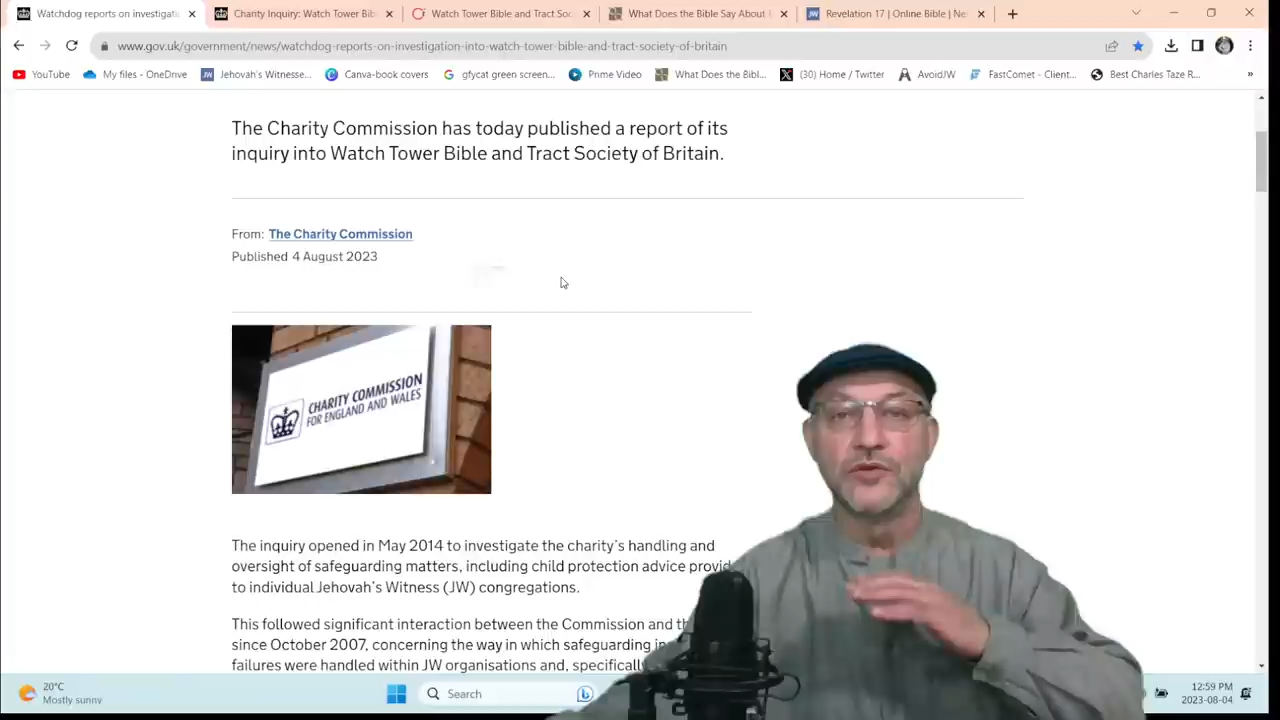 Watchdog reports on investigati
Charity Inquiry: Watch Tower Bib
Watch Tower Bible and Tract Soc
What Does the Bible Say About
Revelation 17 | Online Bible | Ne
www.gov.uk/government/news/watchdog-reports-on-investigation-into-watch-tower-bible-and-tract-society-of-britain
YouTube
My files - OneDrive
Jehovah's Witnesse...
Canva-book covers
gfycat green screen...
Prime Video
What Does the Bibl...
(30) Home / Twitter
AvoidJW
FastComet - Client...
Best Charles Taze R...
The Charity Commission has today published a report of its
inquiry into Watch Tower Bible and Tract Society of Britain.
From: The Charity Commission
Published 4 August 2023
CHARITY COMMISSION
FOR ENGLAND AND WALES
The inquiry opened in May 2014 to investigate the charity's handling and
oversight of safeguarding matters, including child protection advice provid
to individual Jehovah's Witness (JW) congregations.
This followed significant interaction between the Commission and th
since October 2007, concerning the way in which safeguarding in
failures were handled within JW organisations and, specifically
20°C
Mostly sunny
Search
12:59 PM
2023-08-04